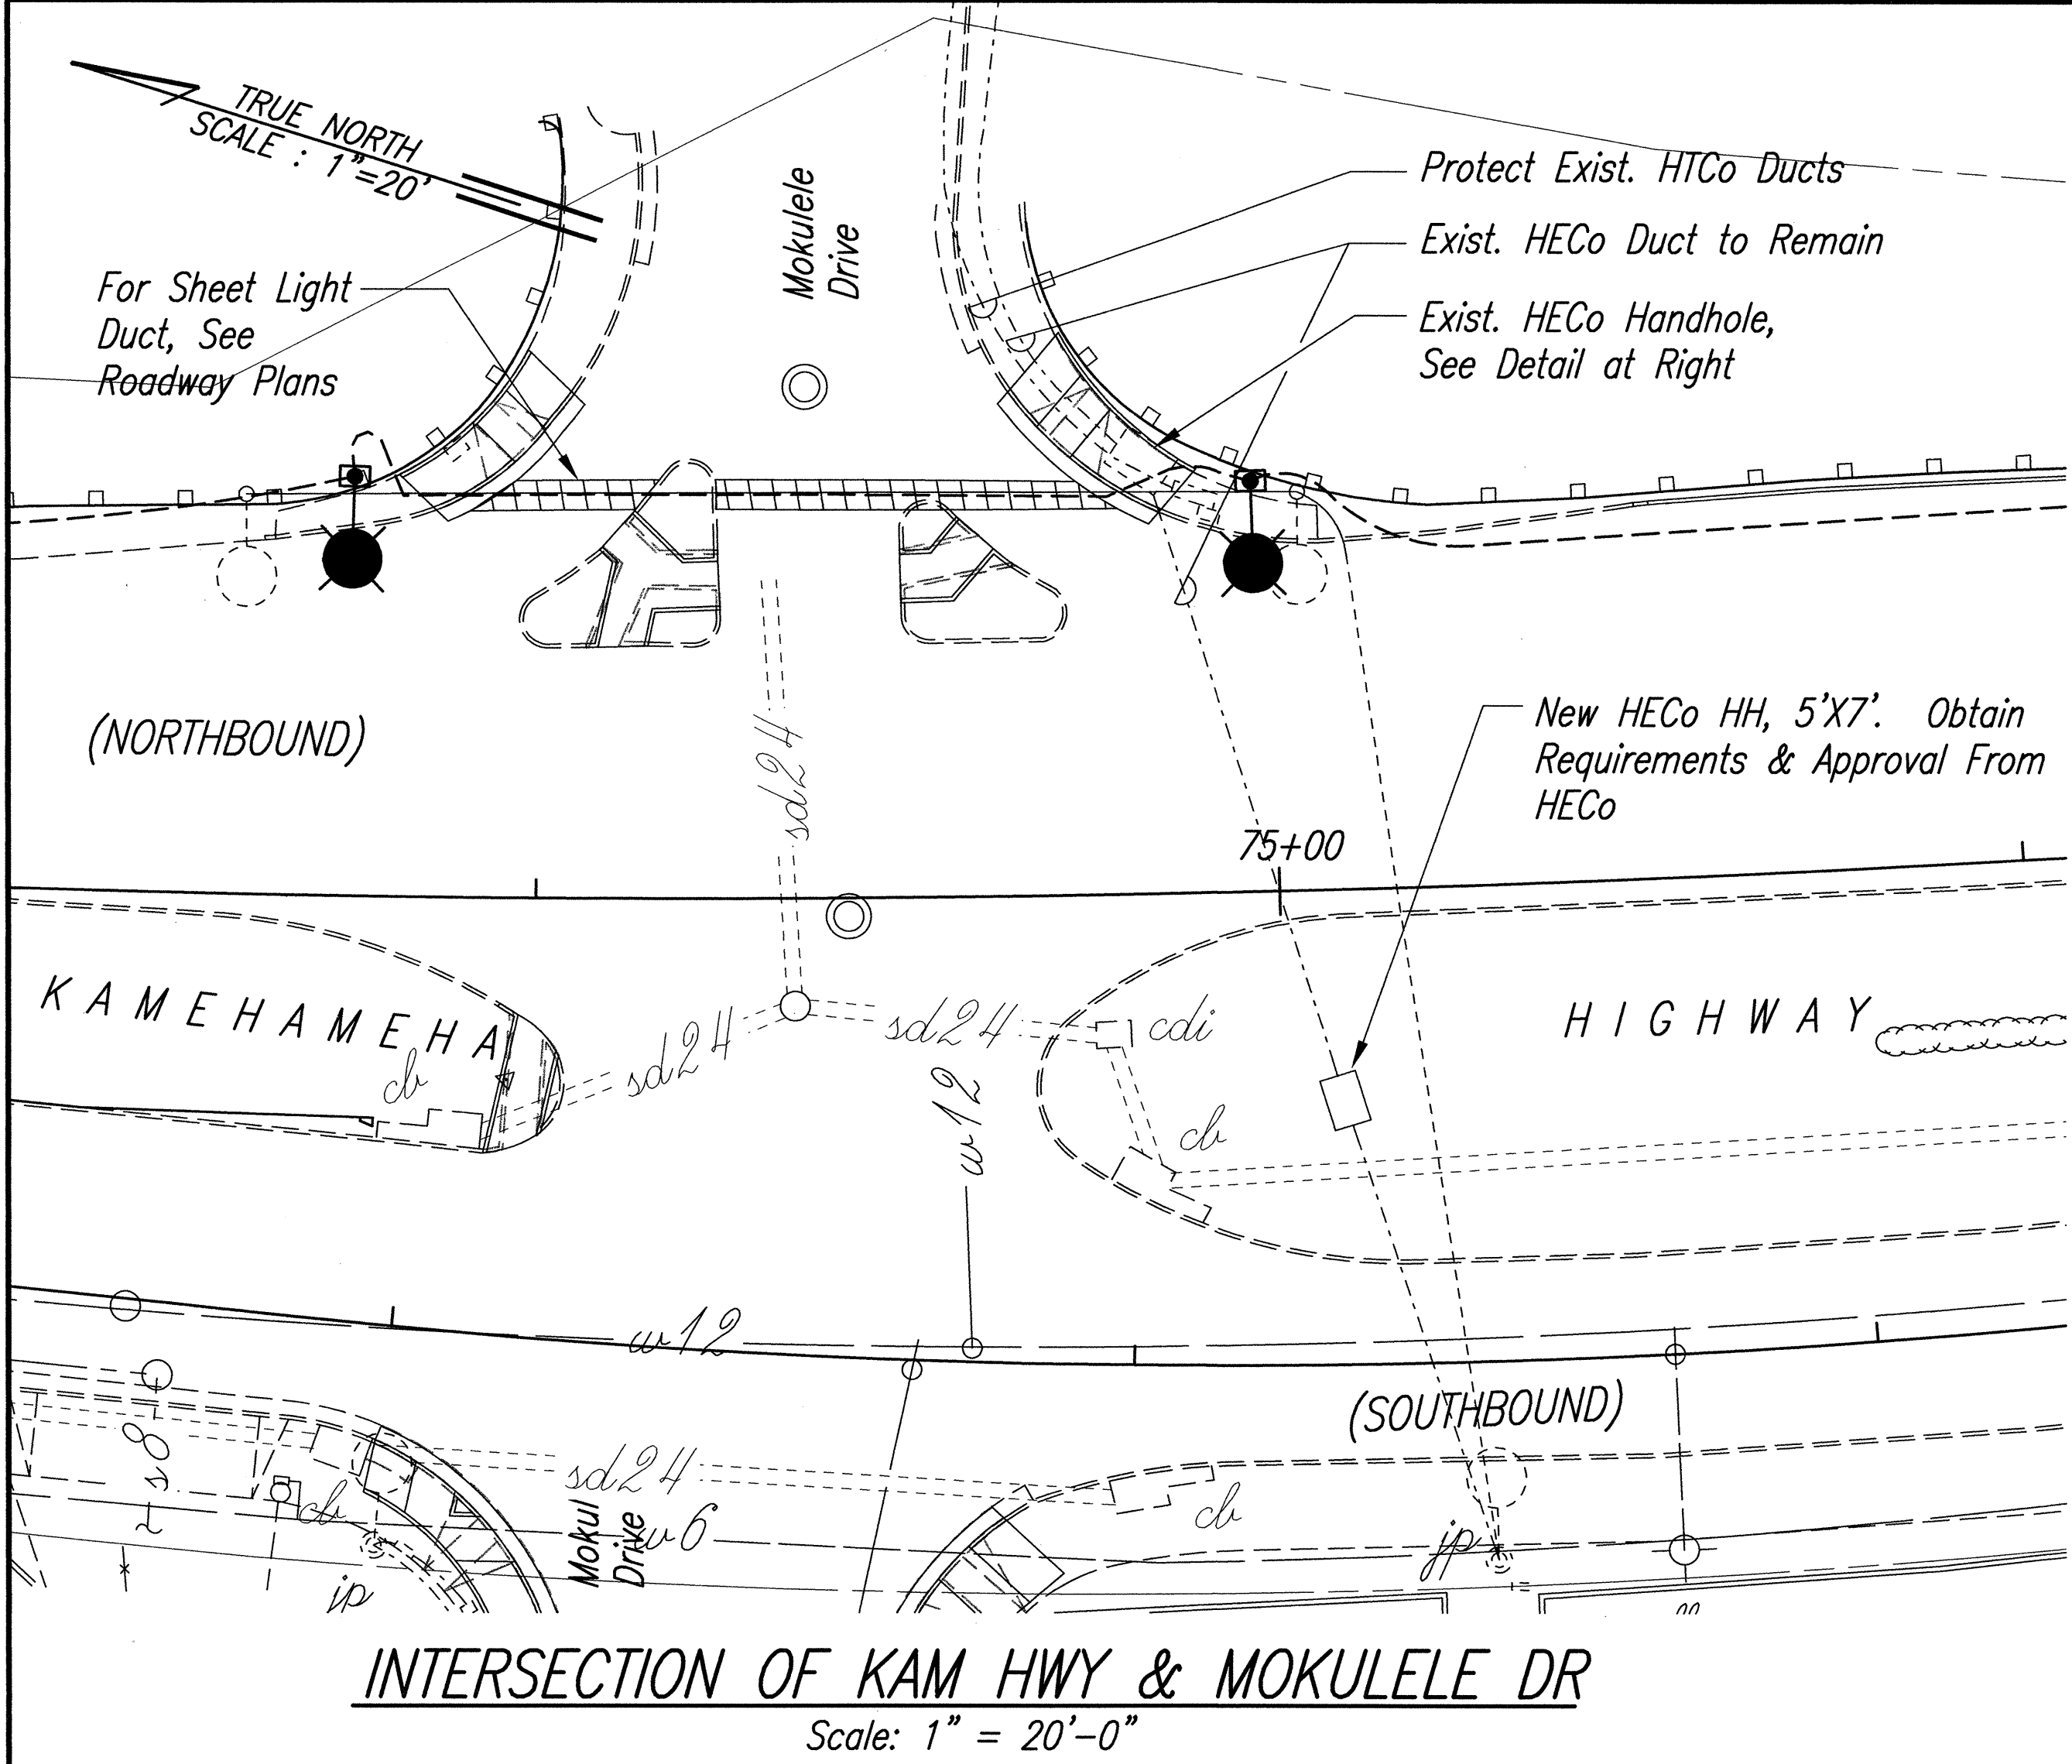 TRUE NORTH
SCALE : 1"=20'
Mokulele
Drive
Protect Exist. HTCo Ducts
Exist. HECo Duct to Remain
Exist. HECo Handhole,
See Detail at Right
For Sheet Light
Duct, See
Roadway Plans
(NORTHBOUND)
sd24
New HECo HH, 5'X7'. Obtain
Requirements & Approval From
HECo
75+00
KAMEHAMEHA
HIGHWAY
cb
sd24
sd24
cdi
w12
cb
w12
(SOUTHBOUND)
s8
sd24
cb
cb
Mokul
Drive
w6
jp
jp
INTERSECTION OF KAM HWY & MOKULELE DR
Scale: 1" = 20'-0"